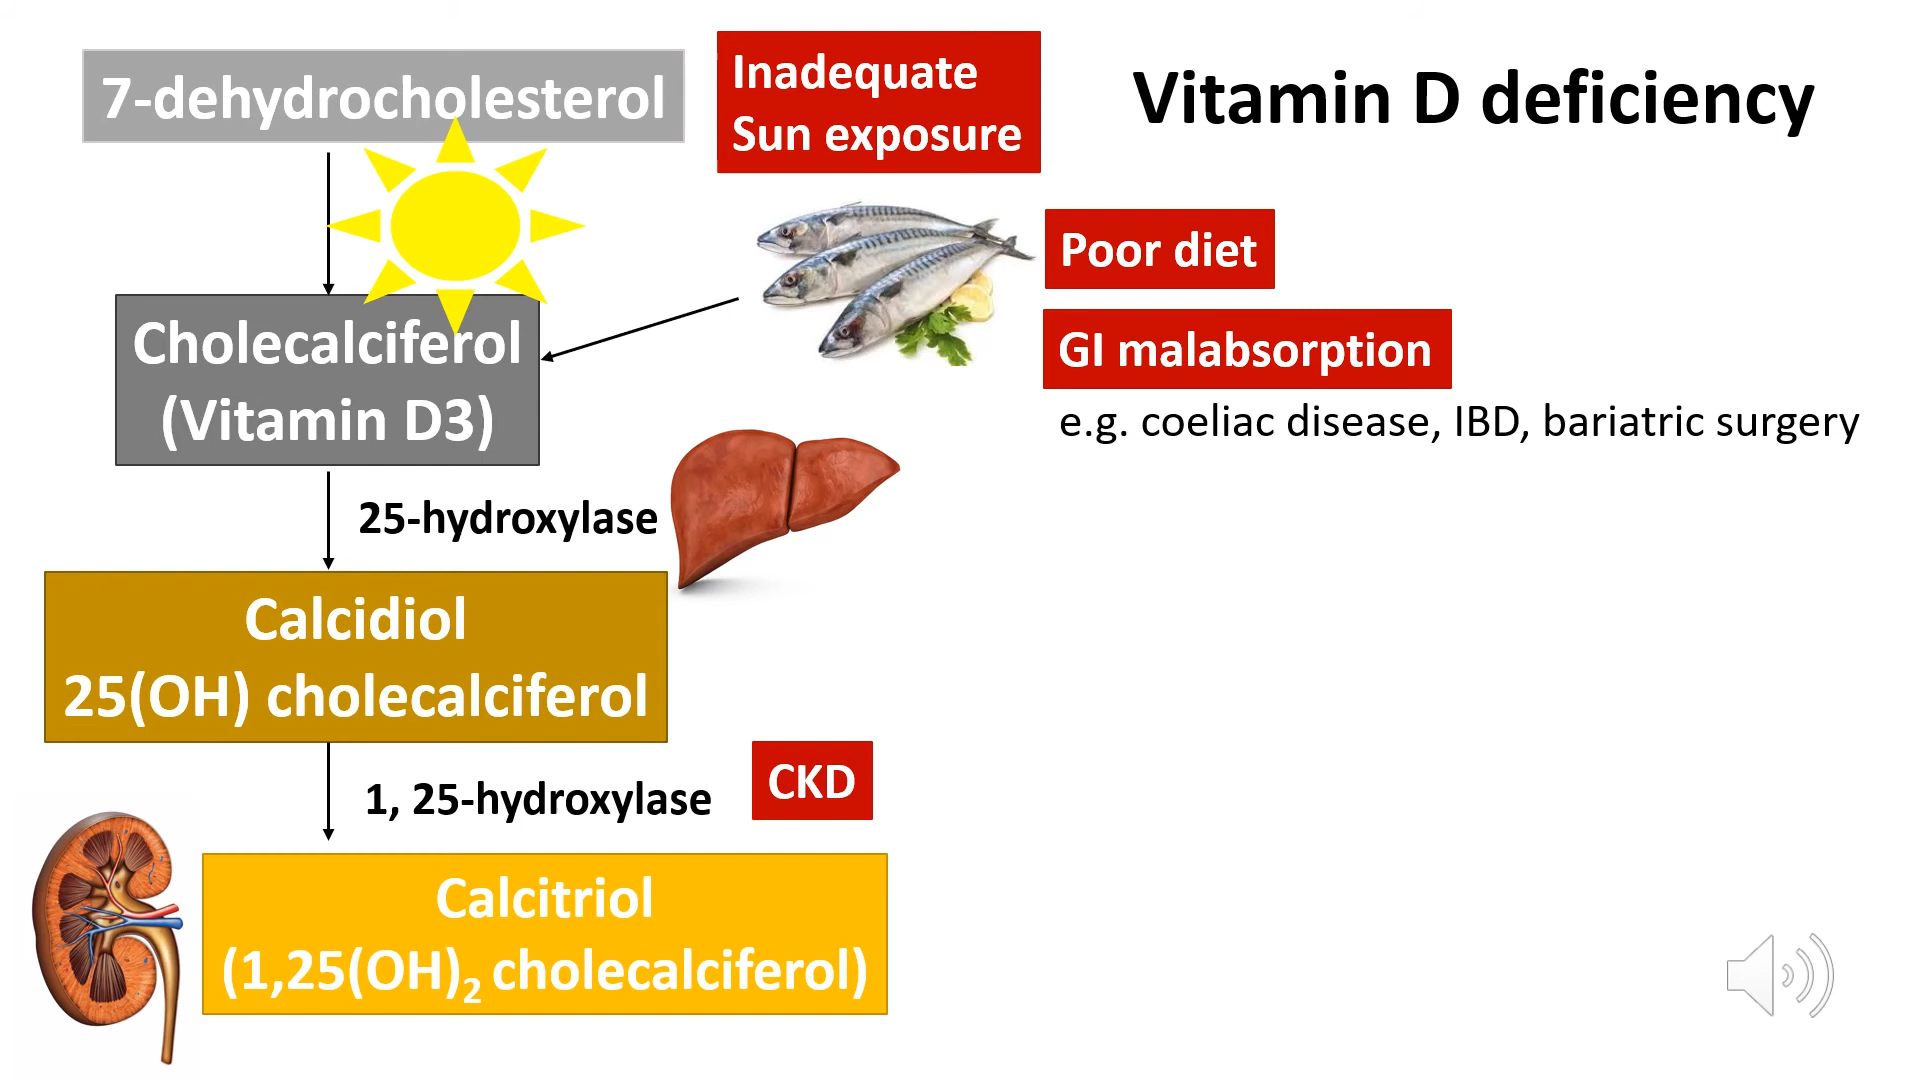 Vitamin D deficiency
7-dehydrocholesterol
Inadequate
Sun exposure
Poor diet
GI malabsorption
e.g. coeliac disease, IBD, bariatric surgery
Cholecalciferol
(Vitamin D3)
25-hydroxylase
Calcidiol
25(OH) cholecalciferol
1, 25-hydroxylase
CKD
Calcitriol
(1,25(OH)₂ cholecalciferol)